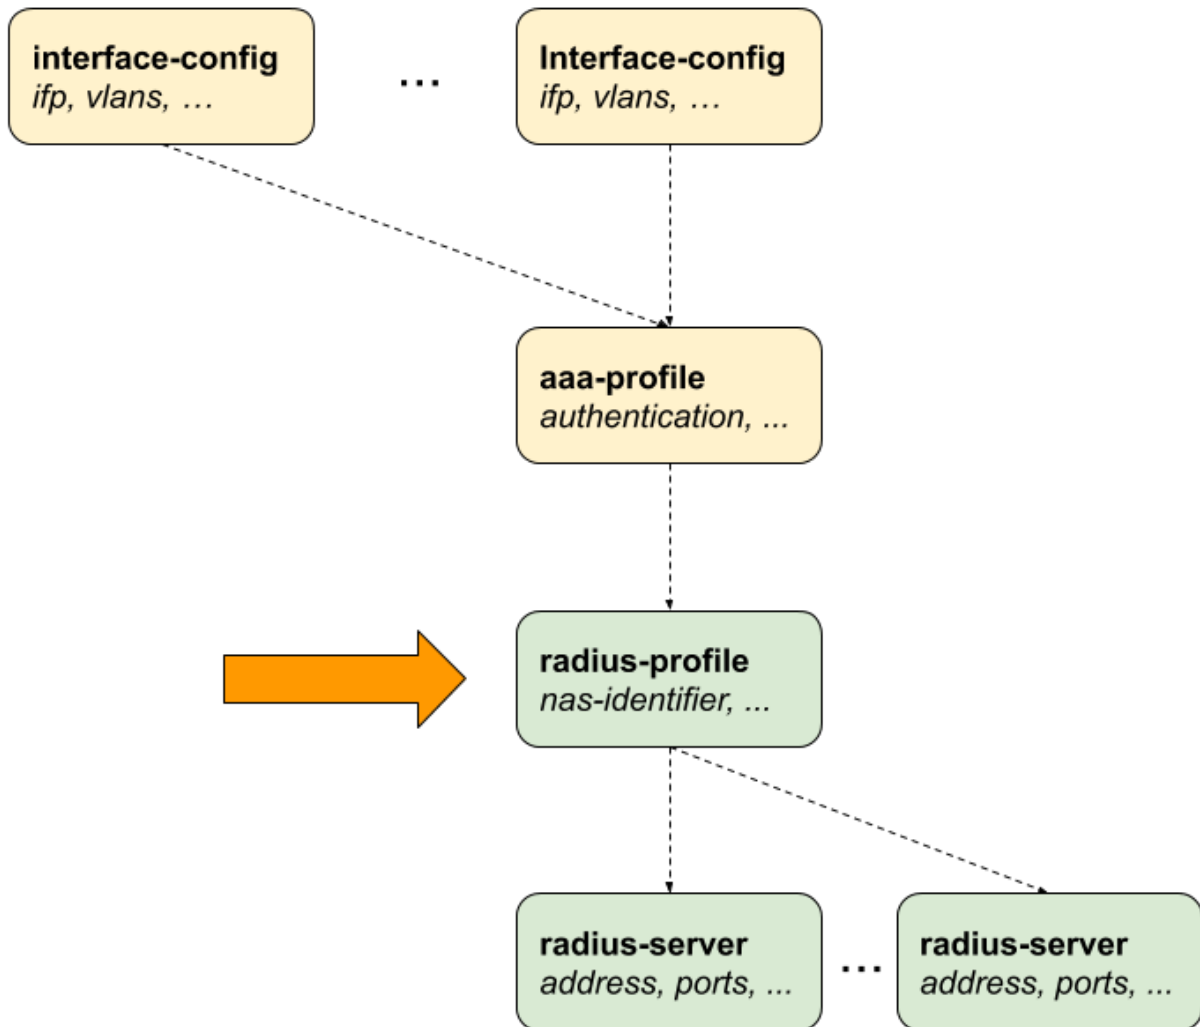 interface-config
ifp, vlans, …
...
Interface-config
ifp, vlans, …
aaa-profile
authentication, ...
radius-profile
nas-identifier, ...
radius-server
address, ports, ...
...
radius-server
address, ports, ...